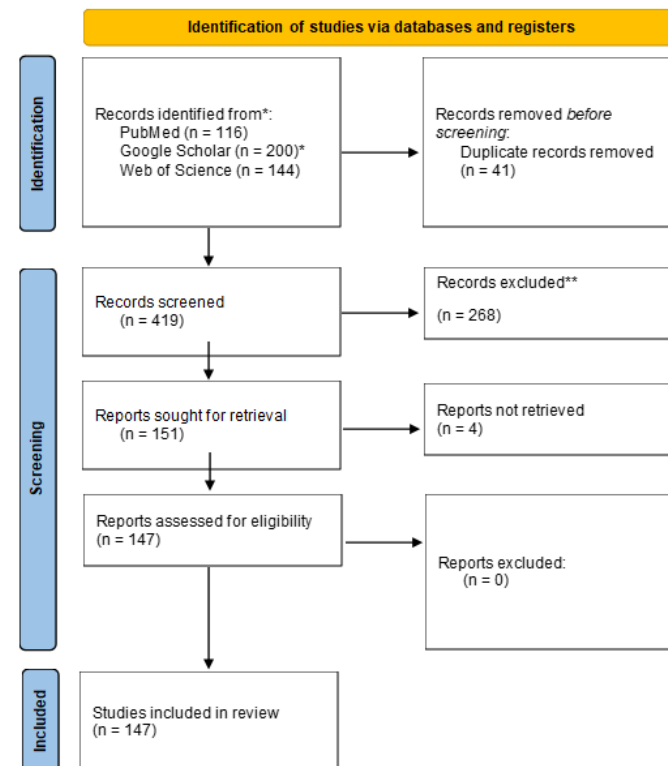 Identification of studies via databases and registers
Identification
Records identified from*:
PubMed (n = 116)
Google Scholar (n = 200)*
Web of Science (n = 144)
Records removed before
screening:
Duplicate records removed
(n = 41)
Screening
Records screened
(n = 419)
Records excluded**
(n = 268)
Reports sought for retrieval
(n = 151)
Reports not retrieved
(n = 4)
Reports assessed for eligibility
(n = 147)
Reports excluded:
(n = 0)
Included
Studies included in review
(n = 147)